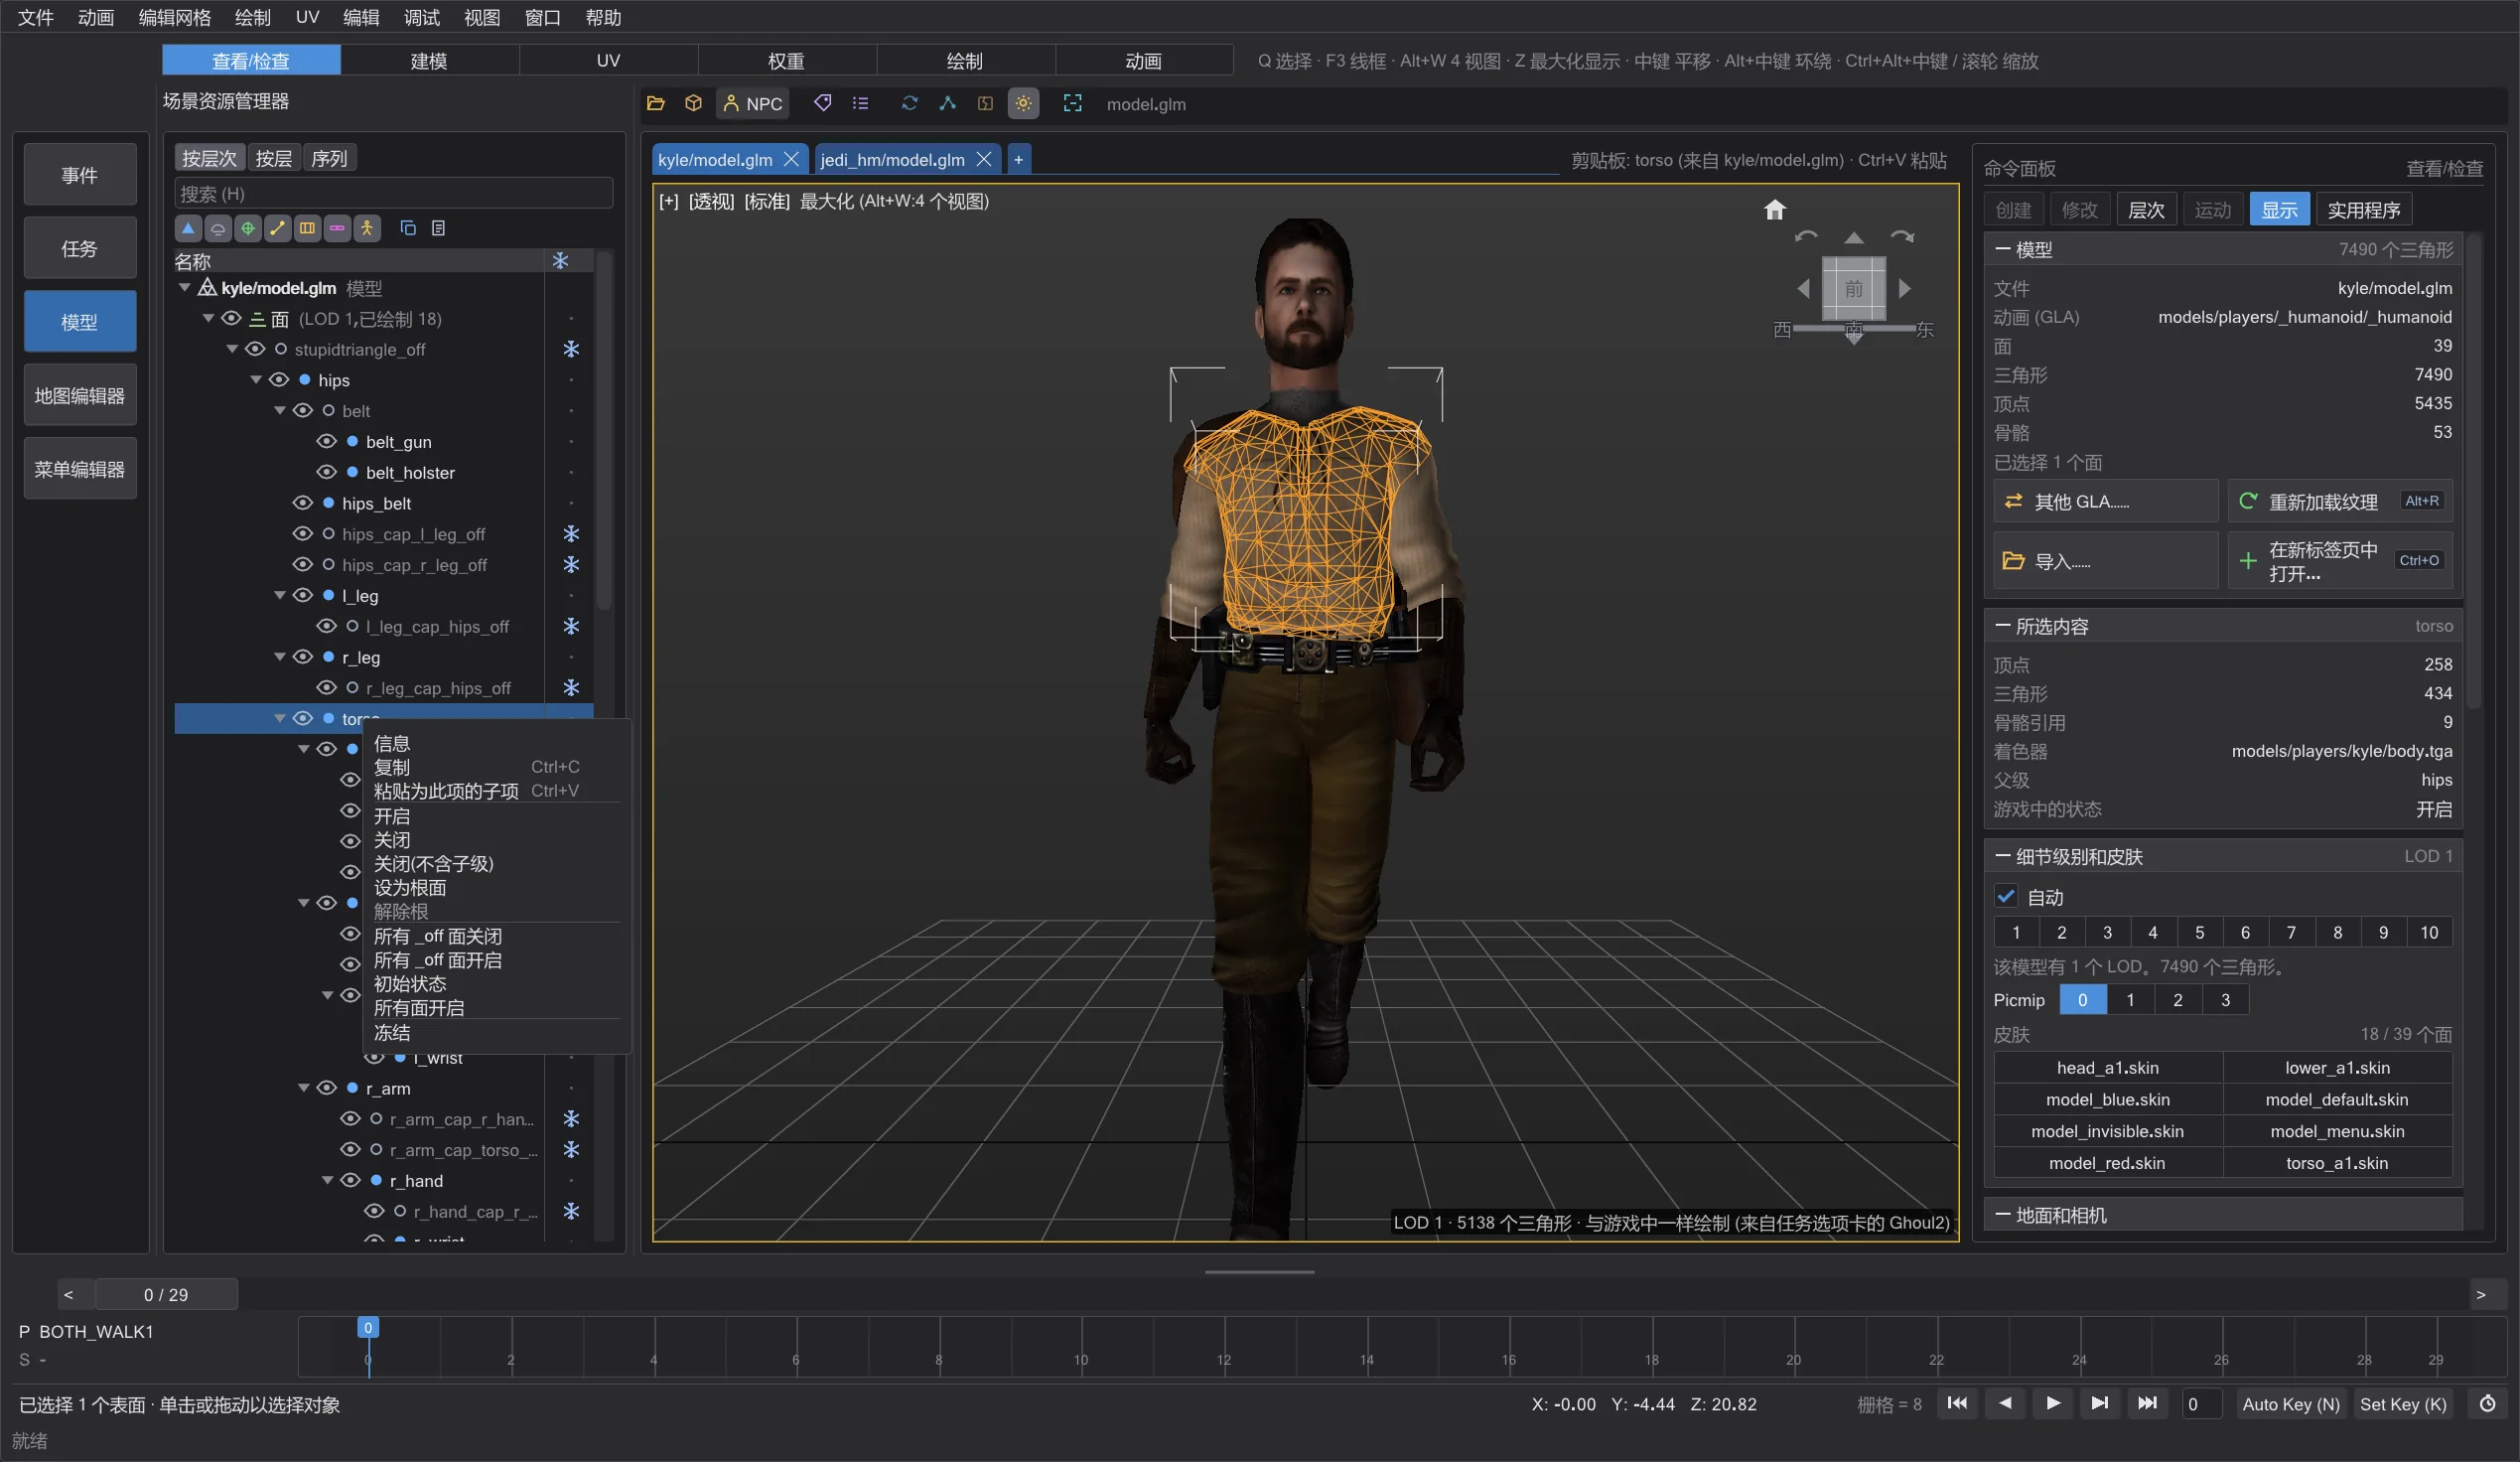 文件 动画 编辑网格 绘制 UV 编辑 调试 视图 窗口 帮助
查看/检查 建模 UV 权重 绘制 动画 Q 选择 · F3 线框 · Alt+W 4 视图 · Z 最大化显示 · 中键 平移 · Alt+中键 环绕 · Ctrl+Alt+中键 / 滚轮 缩放
场景资源管理器
NPC model.glm
事件
任务
模型
地图编辑器
菜单编辑器
按层次 按层 序列
搜索 (H)
名称
kyle/model.glm 模型
面 (LOD 1,已绘制 18)
stupidtriangle_off
hips
belt
belt_gun
belt_holster
hips_belt
hips_cap_l_leg_off
hips_cap_r_leg_off
l_leg
l_leg_cap_hips_off
r_leg
r_leg_cap_hips_off
信息
复制 Ctrl+C
粘贴为此项的子项 Ctrl+V
开启
关闭
关闭(不含子级)
设为根面
解除根
所有 _off 面关闭
所有 _off 面开启
初始状态
所有面开启
冻结
l_wrist
r_arm
r_arm_cap_r_han...
r_arm_cap_torso_...
r_hand
r_hand_cap_r_...
r_wrist
kyle/model.glm jedi_hm/model.glm + 剪贴板: torso (来自 kyle/model.glm) · Ctrl+V 粘贴
[+] [透视] [标准] 最大化 (Alt+W:4 个视图)
前
西 南 东
LOD 1 · 5138 个三角形 · 与游戏中一样绘制 (来自任务选项卡的 Ghoul2)
命令面板 查看/检查
创建 修改 层次 运动 显示 实用程序
模型 7490 个三角形
文件 kyle/model.glm
动画 (GLA) models/players/_humanoid/_humanoid
面 39
三角形 7490
顶点 5435
骨骼 53
已选择 1 个面
其他 GLA...... 重新加载纹理 Alt+R
导入...... 在新标签页中打开... Ctrl+O
所选内容 torso
顶点 258
三角形 434
骨骼引用 9
着色器 models/players/kyle/body.tga
父级 hips
游戏中的状态 开启
细节级别和皮肤 LOD 1
自动
1 2 3 4 5 6 7 8 9 10
该模型有 1 个 LOD。7490 个三角形。
Picmip 0 1 2 3
皮肤 18 / 39 个面
head_a1.skin lower_a1.skin
model_blue.skin model_default.skin
model_invisible.skin model_menu.skin
model_red.skin torso_a1.skin
地面和相机
< 0 / 29 >
P BOTH_WALK1
S -
0
0 2 4 6 8 10 12 14 16 18 20 22 24 26 28 29
已选择 1 个表面 · 单击或拖动以选择对象 X: -0.00 Y: -4.44 Z: 20.82 栅格 = 8 0 Auto Key (N) Set Key (K)
就绪